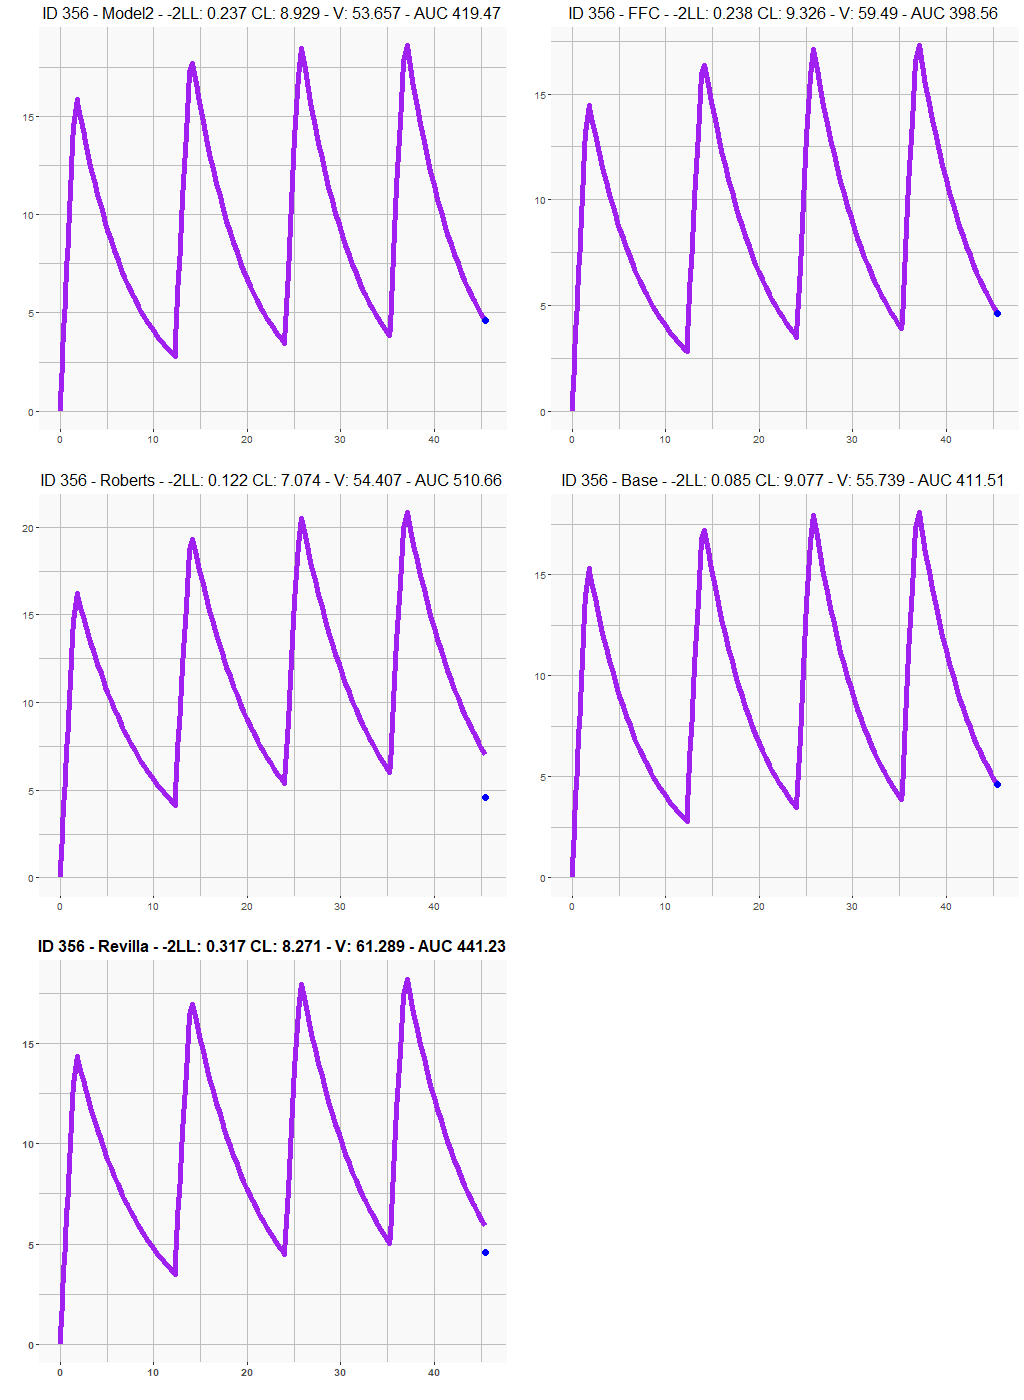 ID 356 - Model2 - -2LL: 0.237 CL: 8.929 - V: 53.657 - AUC 419.47
15
10
5
0
0 10 20 30 40
ID 356 - FFC - -2LL: 0.238 CL: 9.326 - V: 59.49 - AUC 398.56
15
10
5
0
0 10 20 30 40
ID 356 - Roberts - -2LL: 0.122 CL: 7.074 - V: 54.407 - AUC 510.66
20
15
10
5
0
0 10 20 30 40
ID 356 - Base - -2LL: 0.085 CL: 9.077 - V: 55.739 - AUC 411.51
15
10
5
0
0 10 20 30 40
ID 356 - Revilla - -2LL: 0.317 CL: 8.271 - V: 61.289 - AUC 441.23
15
10
5
0
0 10 20 30 40